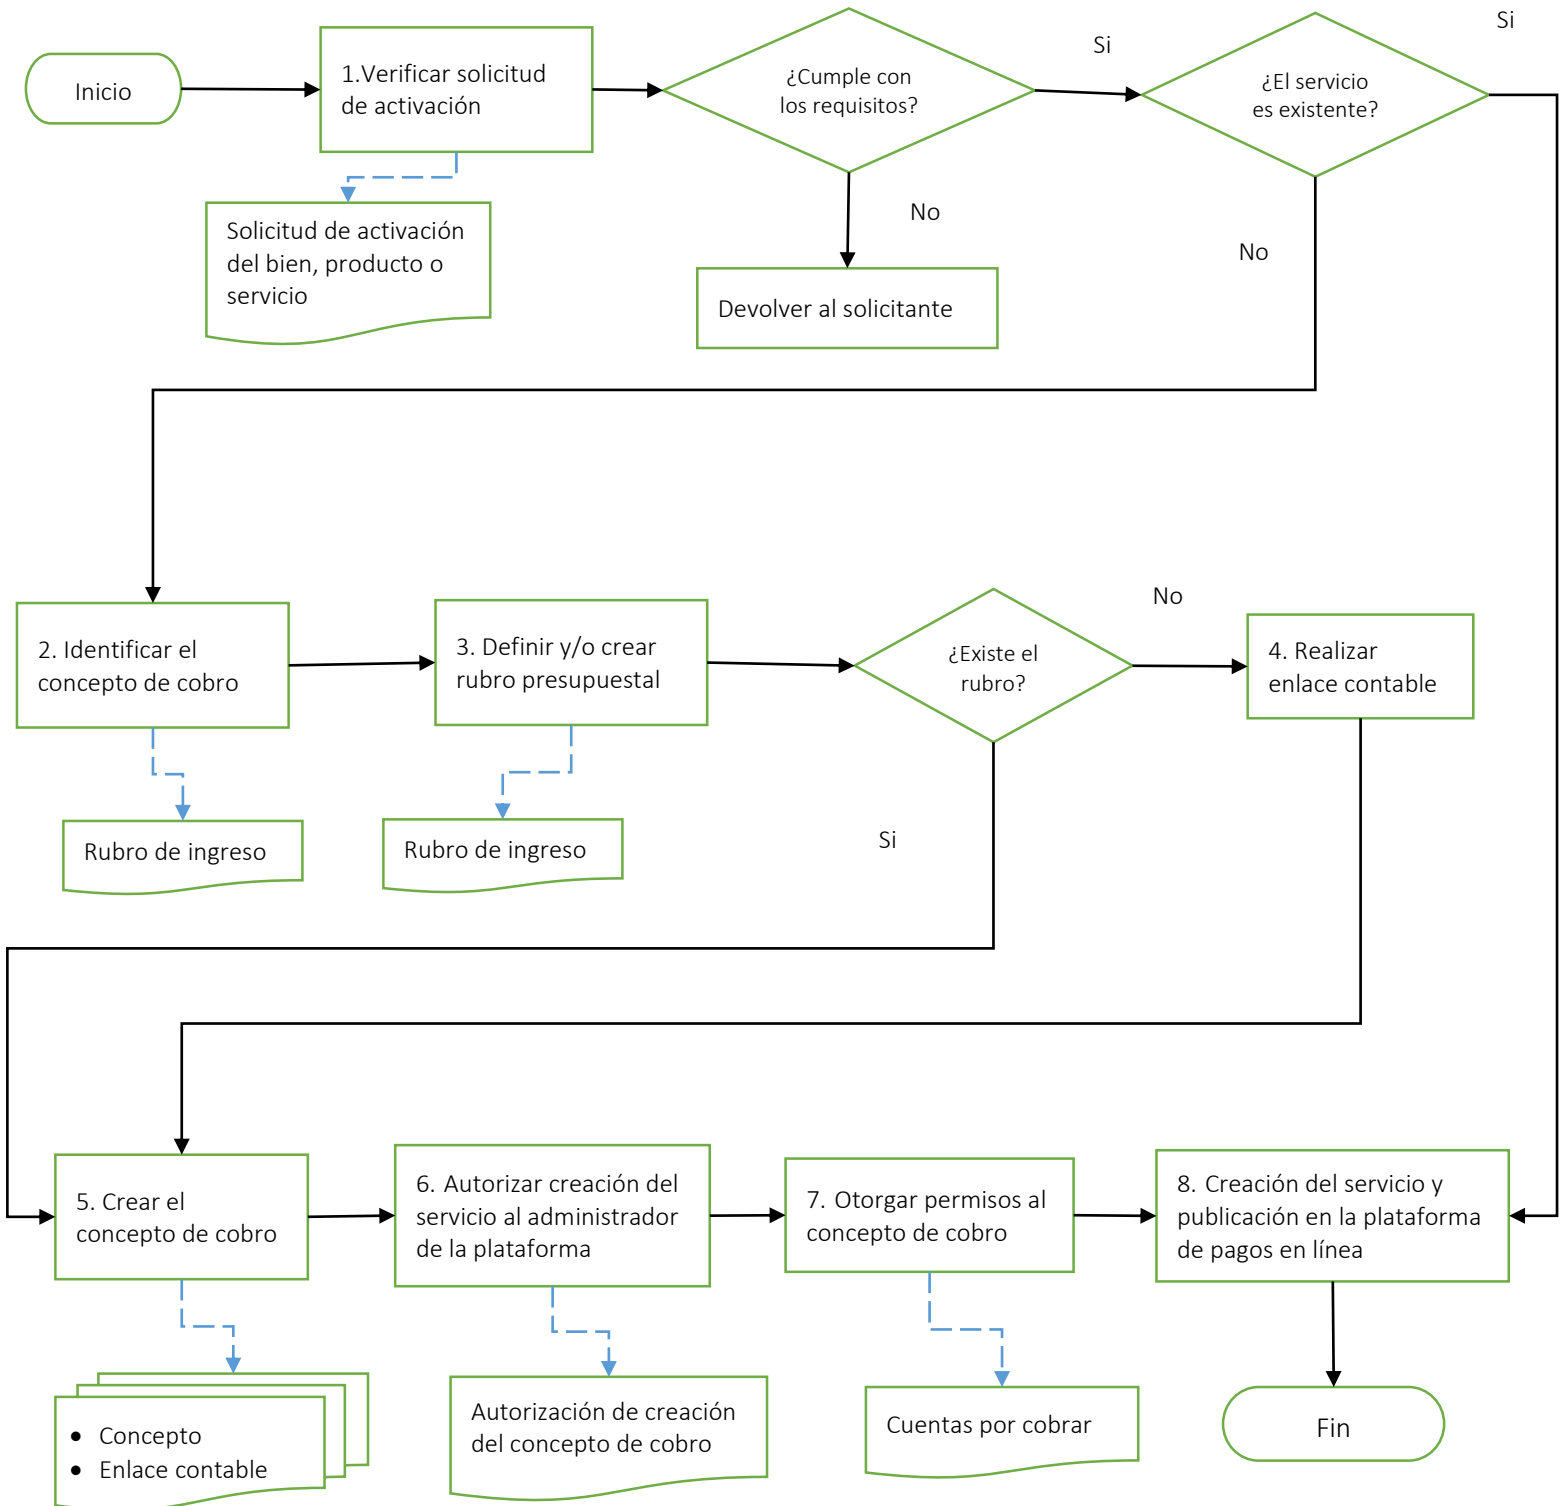 Inicio
1.Verificar solicitud
de activación
¿Cumple con
los requisitos?
Si
¿El servicio
es existente?
Si
Solicitud de activación
del bien, producto o
servicio
No
Devolver al solicitante
No
2. Identificar el
concepto de cobro
3. Definir y/o crear
rubro presupuestal
¿Existe el
rubro?
No
4. Realizar
enlace contable
Rubro de ingreso
Rubro de ingreso
Si
5. Crear el
concepto de cobro
6. Autorizar creación del
servicio al administrador
de la plataforma
7. Otorgar permisos al
concepto de cobro
8. Creación del servicio y
publicación en la plataforma
de pagos en línea
• Concepto
• Enlace contable
Autorización de creación
del concepto de cobro
Cuentas por cobrar
Fin